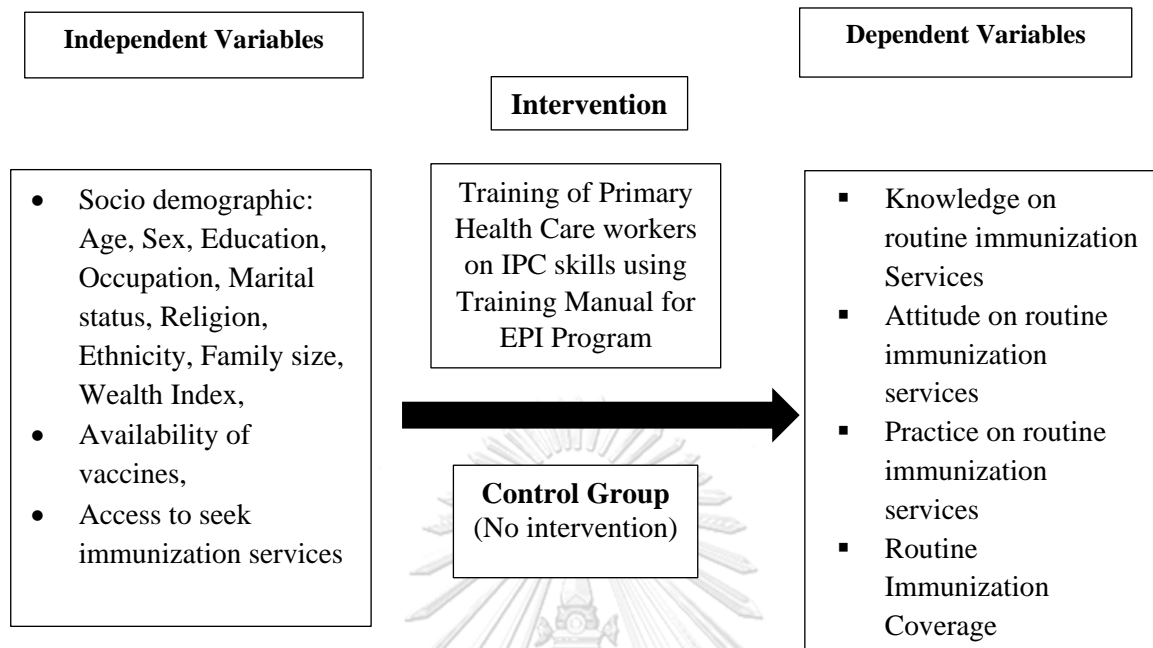 Independent Variables
Dependent Variables
Intervention
• Socio demographic:
Age, Sex, Education,
Occupation, Marital
status, Religion,
Ethnicity, Family size,
Wealth Index,
• Availability of
vaccines,
• Access to seek
immunization services
Training of Primary
Health Care workers
on IPC skills using
Training Manual for
EPI Program
Control Group
(No intervention)
▪ Knowledge on
routine immunization
Services
▪ Attitude on routine
immunization
services
▪ Practice on routine
immunization
services
▪ Routine
Immunization
Coverage